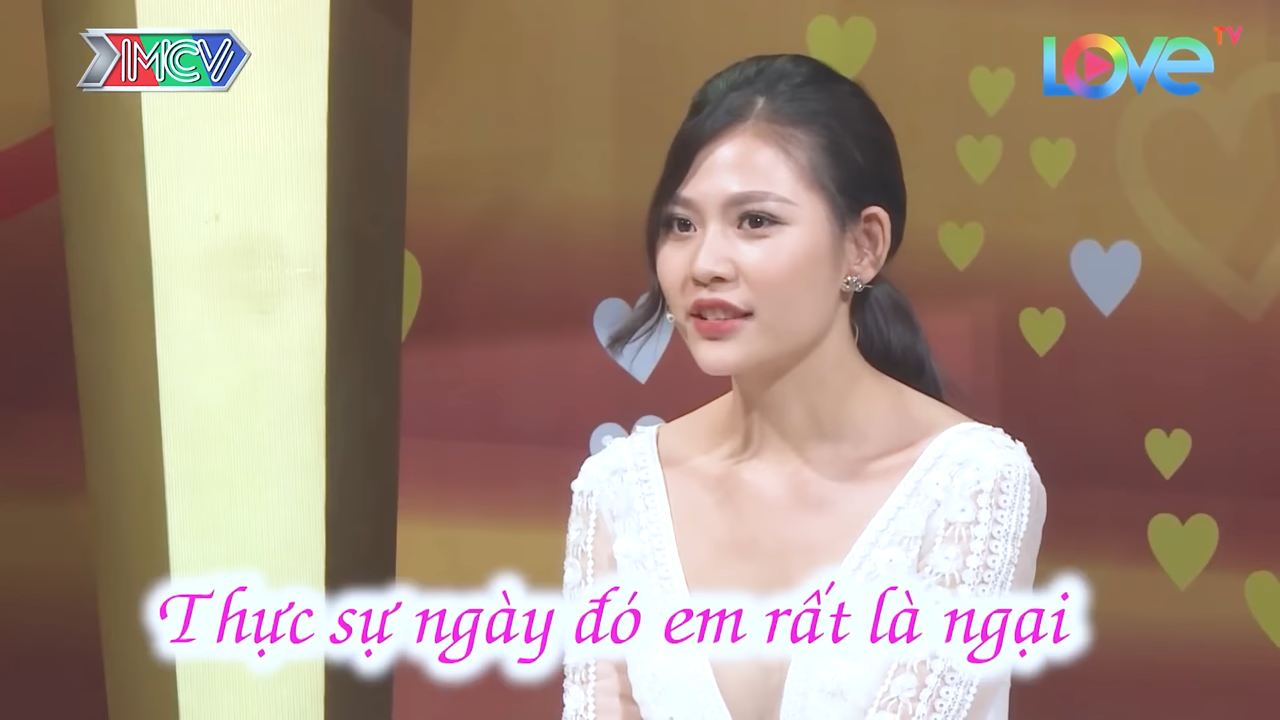 MCV
LOVE TV
Thực sự ngày đó em rất là ngại